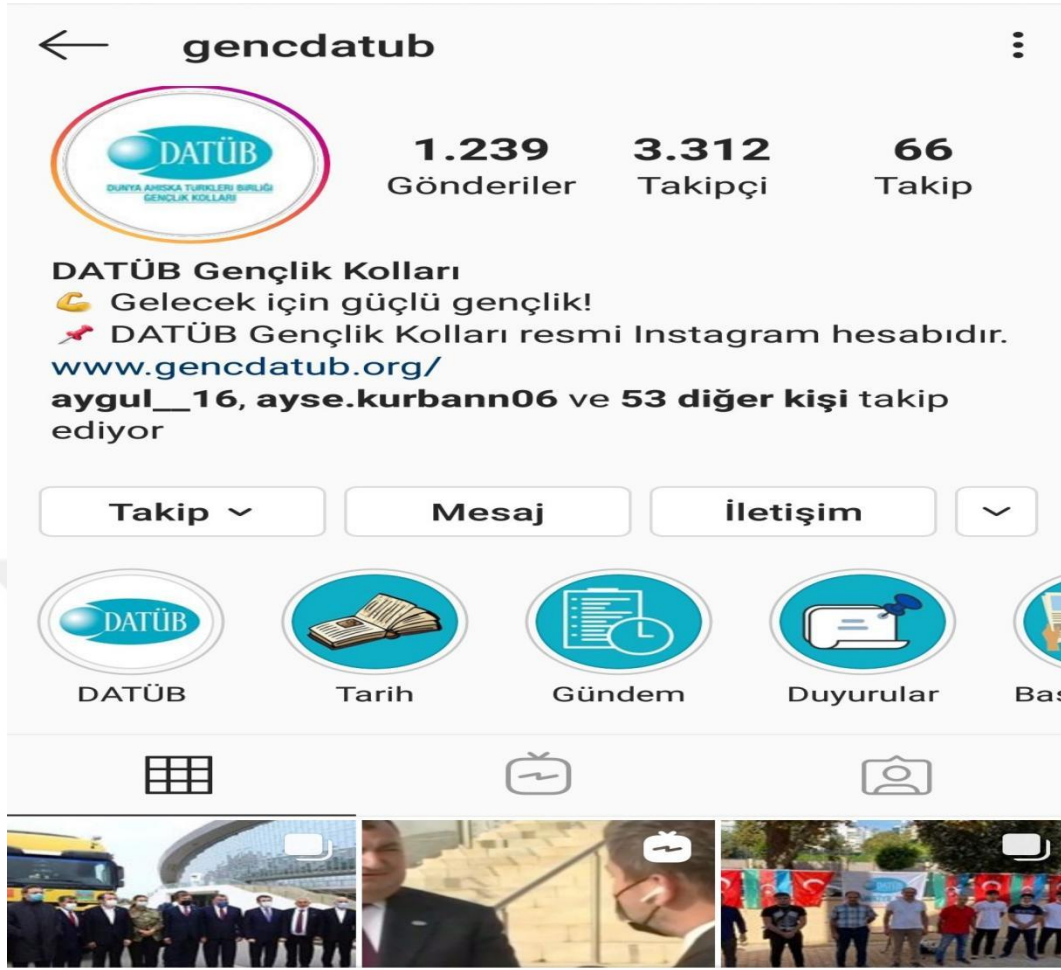 gencdatub
DATÜB
DUNYA AHISKA TURKLERI BIRLIĞI
GENÇLIK KOLLARI
1.239
3.312
66
Gönderiler
Takipçi
Takip
DATÜB Gençlik Kolları
💪 Gelecek için güçlü gençlik!
📌 DATÜB Gençlik Kolları resmi Instagram hesabıdır.
www.gencdatub.org/
aygul__16, ayse.kurbann06 ve 53 diğer kişi takip
ediyor
Takip
Mesaj
İletişim
DATÜB
DATÜB
Tarih
Gündem
Duyurular
Bas